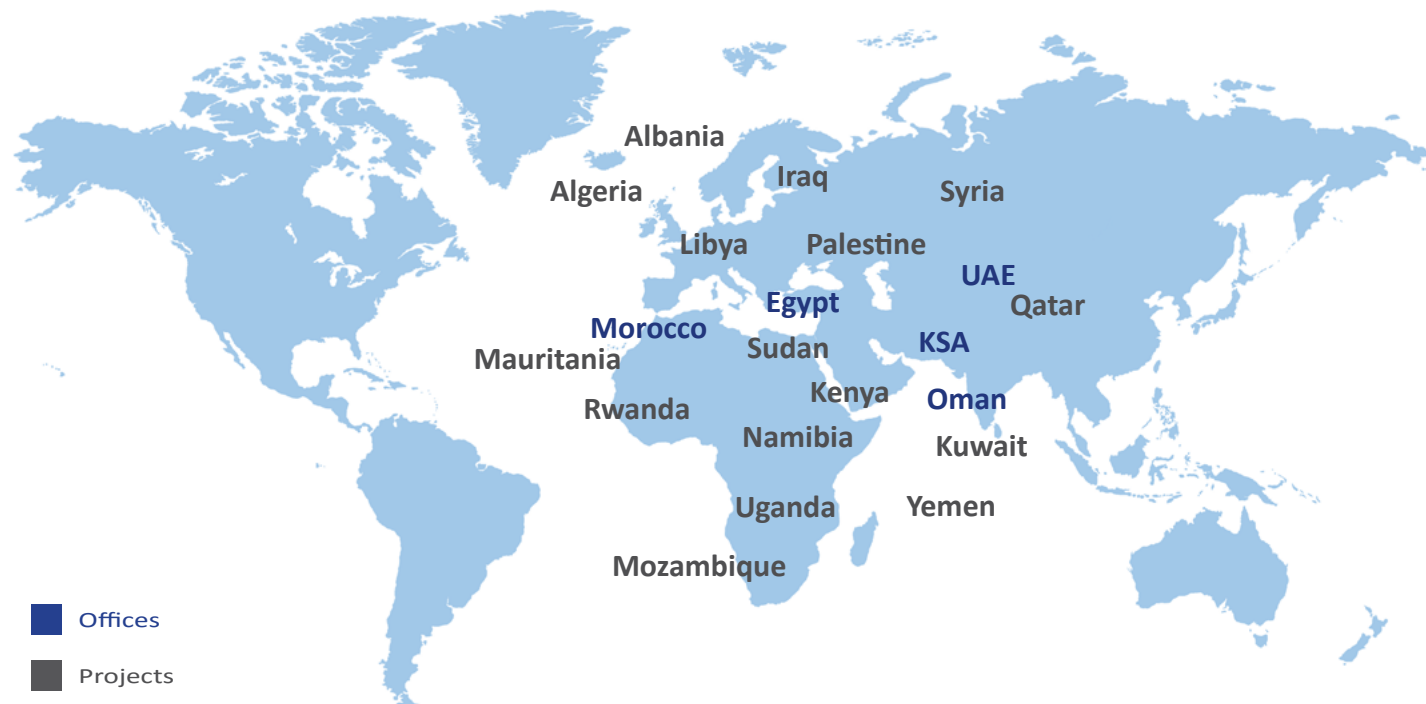 Albania
Iraq
Algeria
Syria
Libya
Palestine
UAE
Egypt
Qatar
Morocco
KSA
Sudan
Mauritania
Kenya
Oman
Rwanda
Namibia
Kuwait
Uganda
Yemen
Mozambique
Offices
Projects